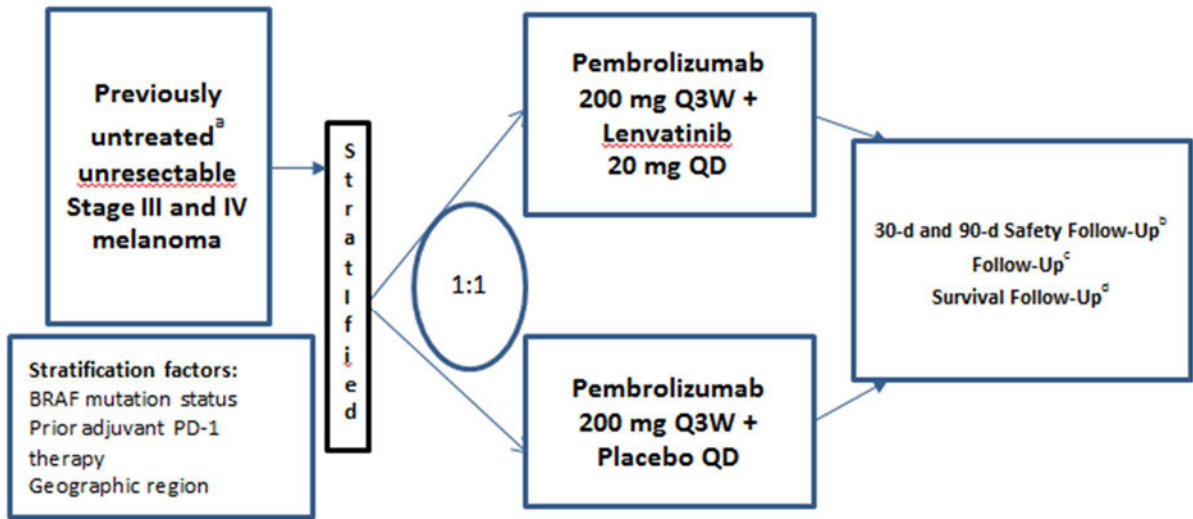 Previously
untreatedᵃ
unresectable
Stage III and IV
melanoma
Stratification factors:
BRAF mutation status
Prior adjuvant PD-1
therapy
Geographic region
S
t
r
a
t
I
f
i
e
d
1:1
Pembrolizumab
200 mg Q3W +
Lenvatinib
20 mg QD
Pembrolizumab
200 mg Q3W +
Placebo QD
30-d and 90-d Safety Follow-Upᵇ
Follow-Upᶜ
Survival Follow-Upᵈ